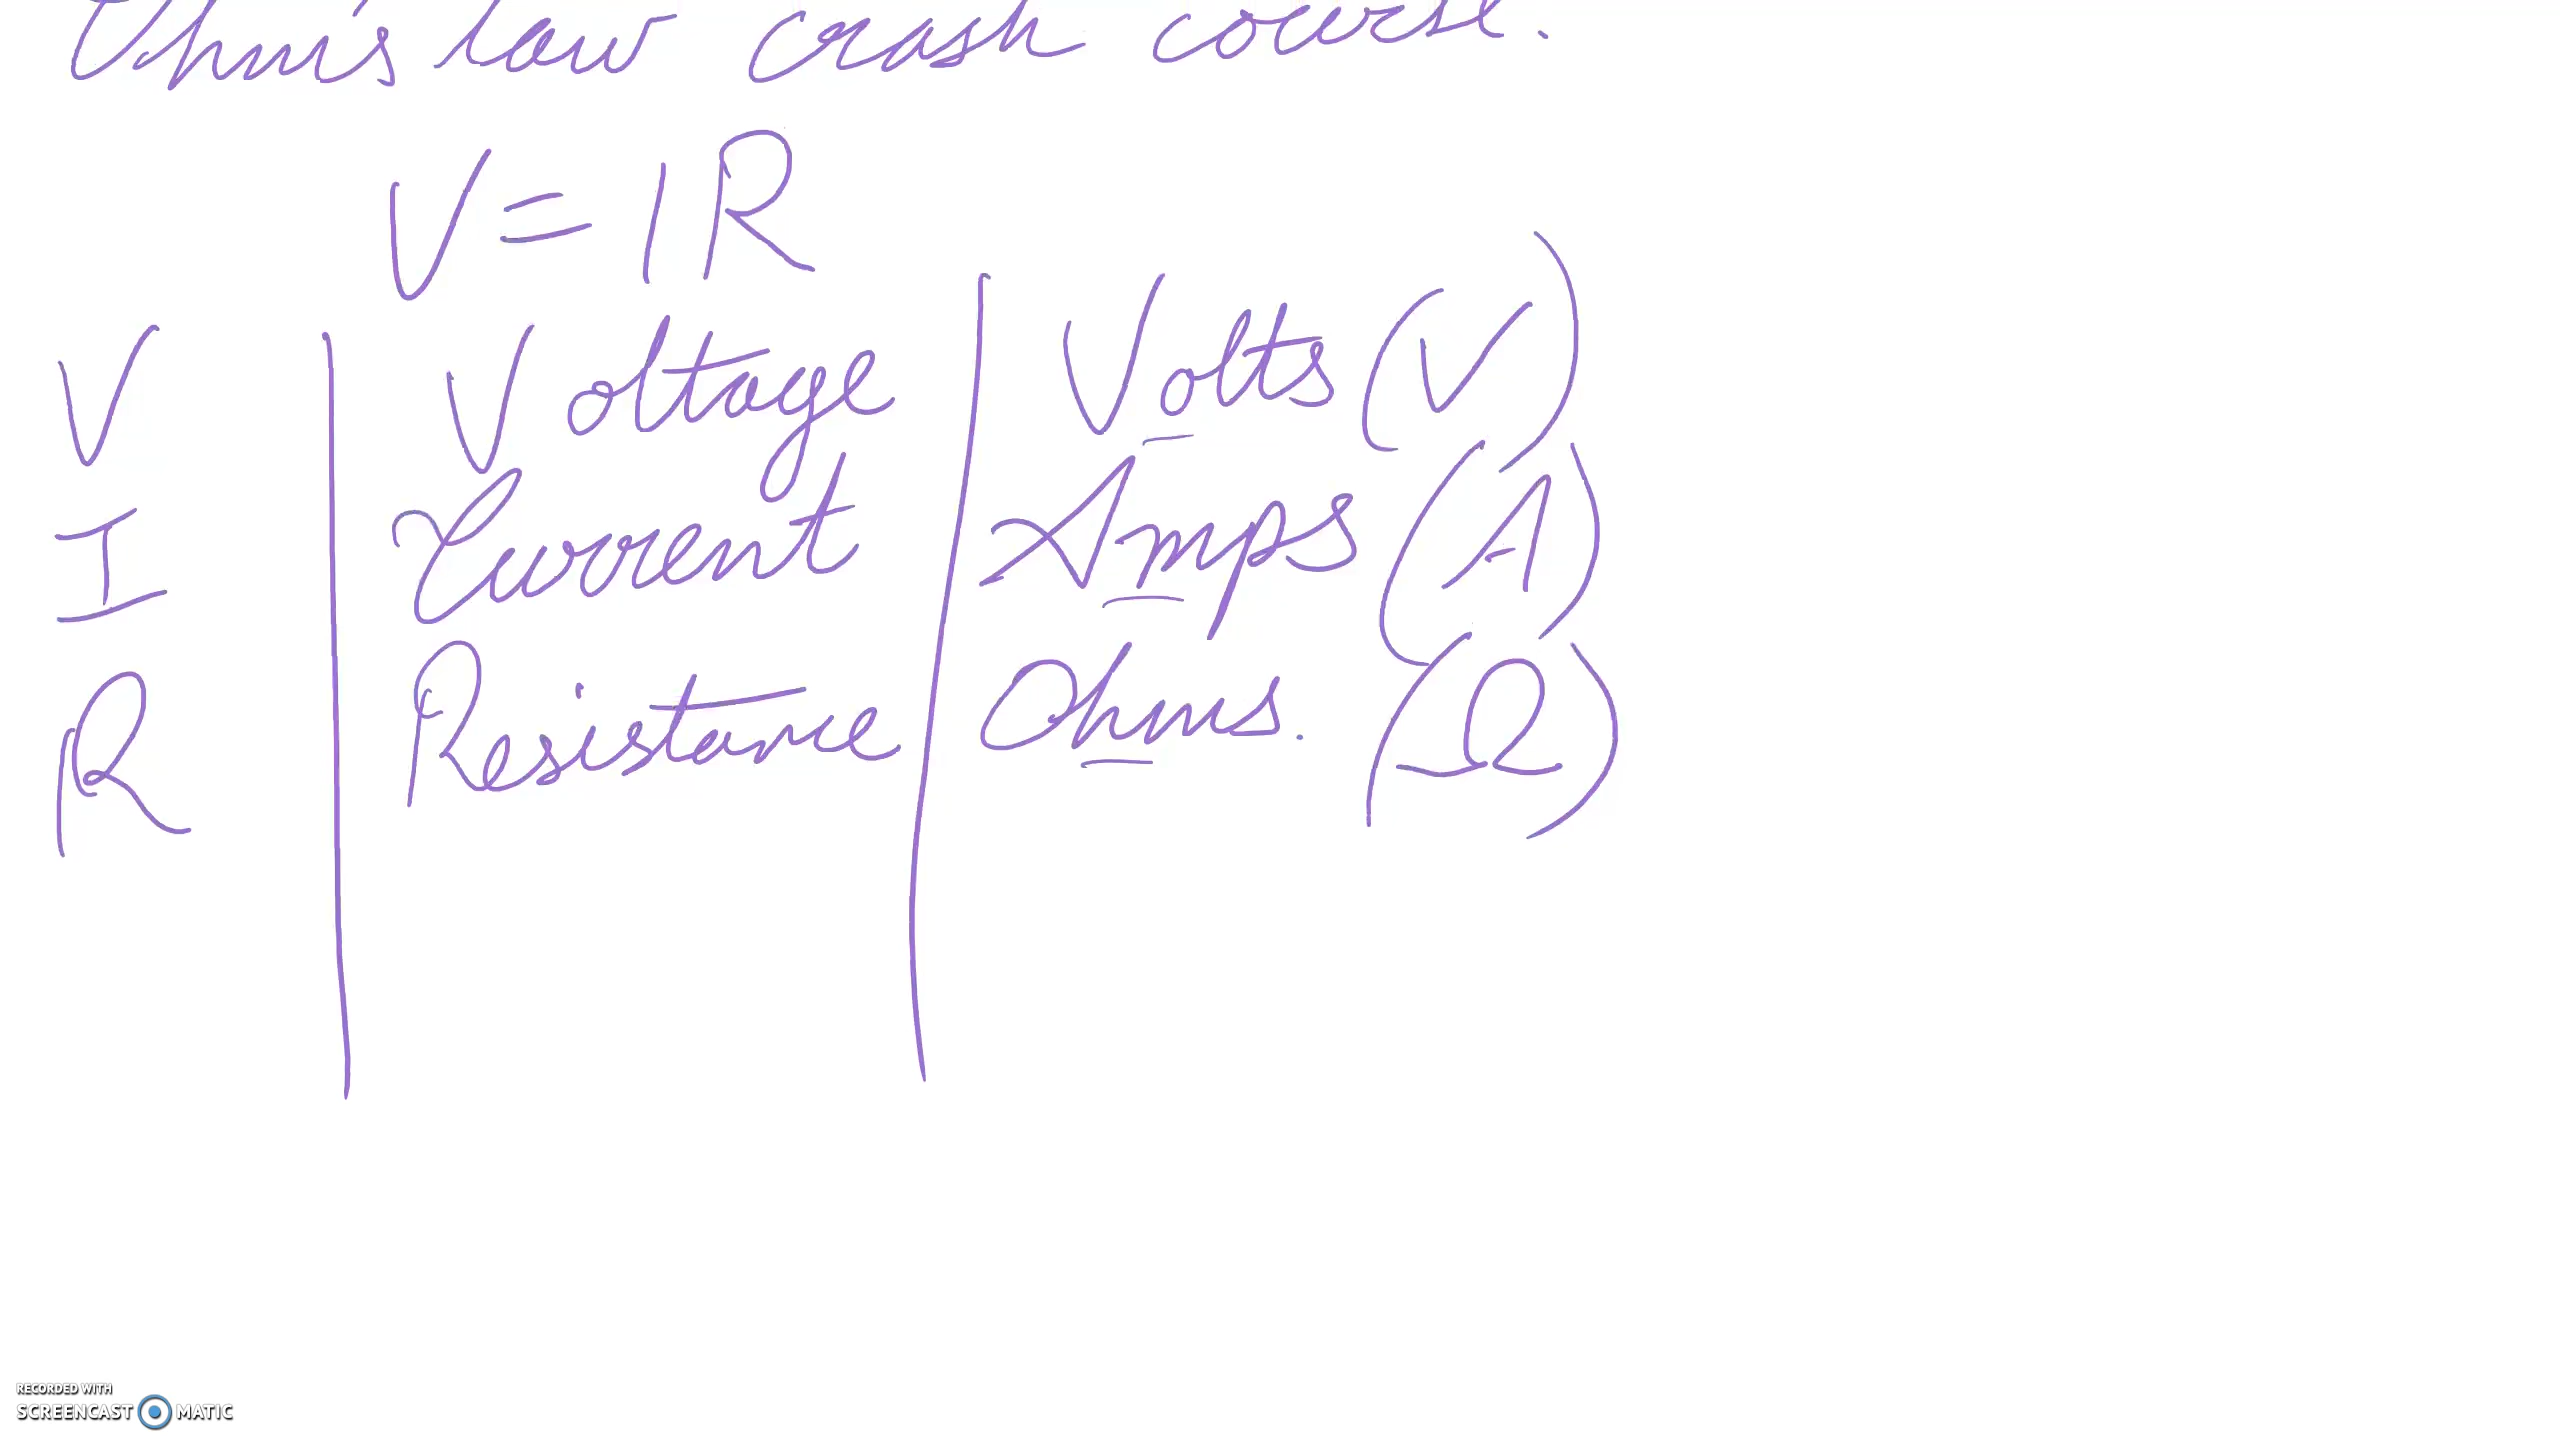 Ohm's law crash course.
V = IR
V Voltage Volts (V)
I Current Amps (A)
R Resistance Ohms. (Ω)
RECORDED WITH
SCREENCAST MATIC